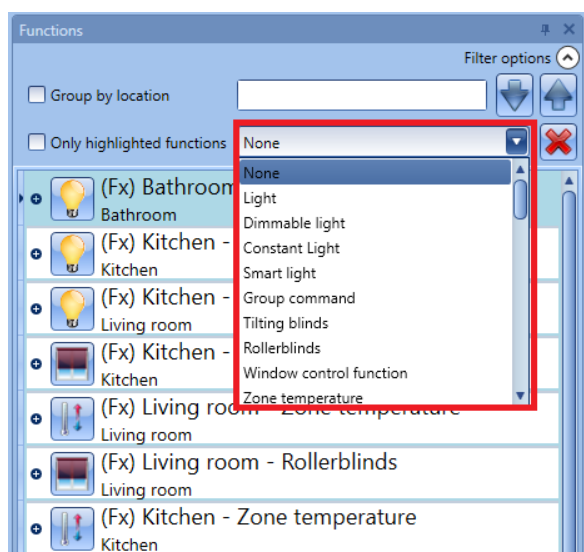 Functions
Filter options
Group by location
Only highlighted functions
None
None
Light
Dimmable light
Constant Light
Smart light
Group command
Tilting blinds
Rollerblinds
Window control function
Zone temperature
(Fx) Bathroom
Bathroom
(Fx) Kitchen -
Kitchen
(Fx) Kitchen -
Living room
(Fx) Kitchen -
Kitchen
(Fx) Living room - Zone temperature
Living room
(Fx) Living room - Rollerblinds
Living room
(Fx) Kitchen - Zone temperature
Kitchen